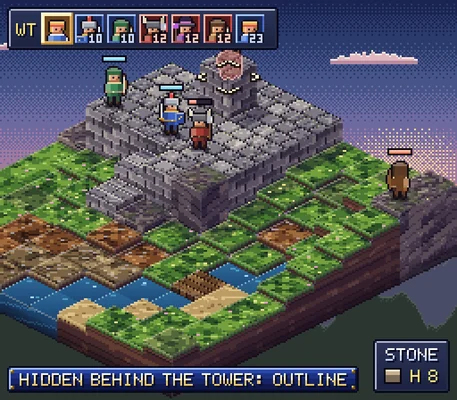 WT
10 10 12 12 12 23
HIDDEN BEHIND THE TOWER: OUTLINE
STONE
H 8